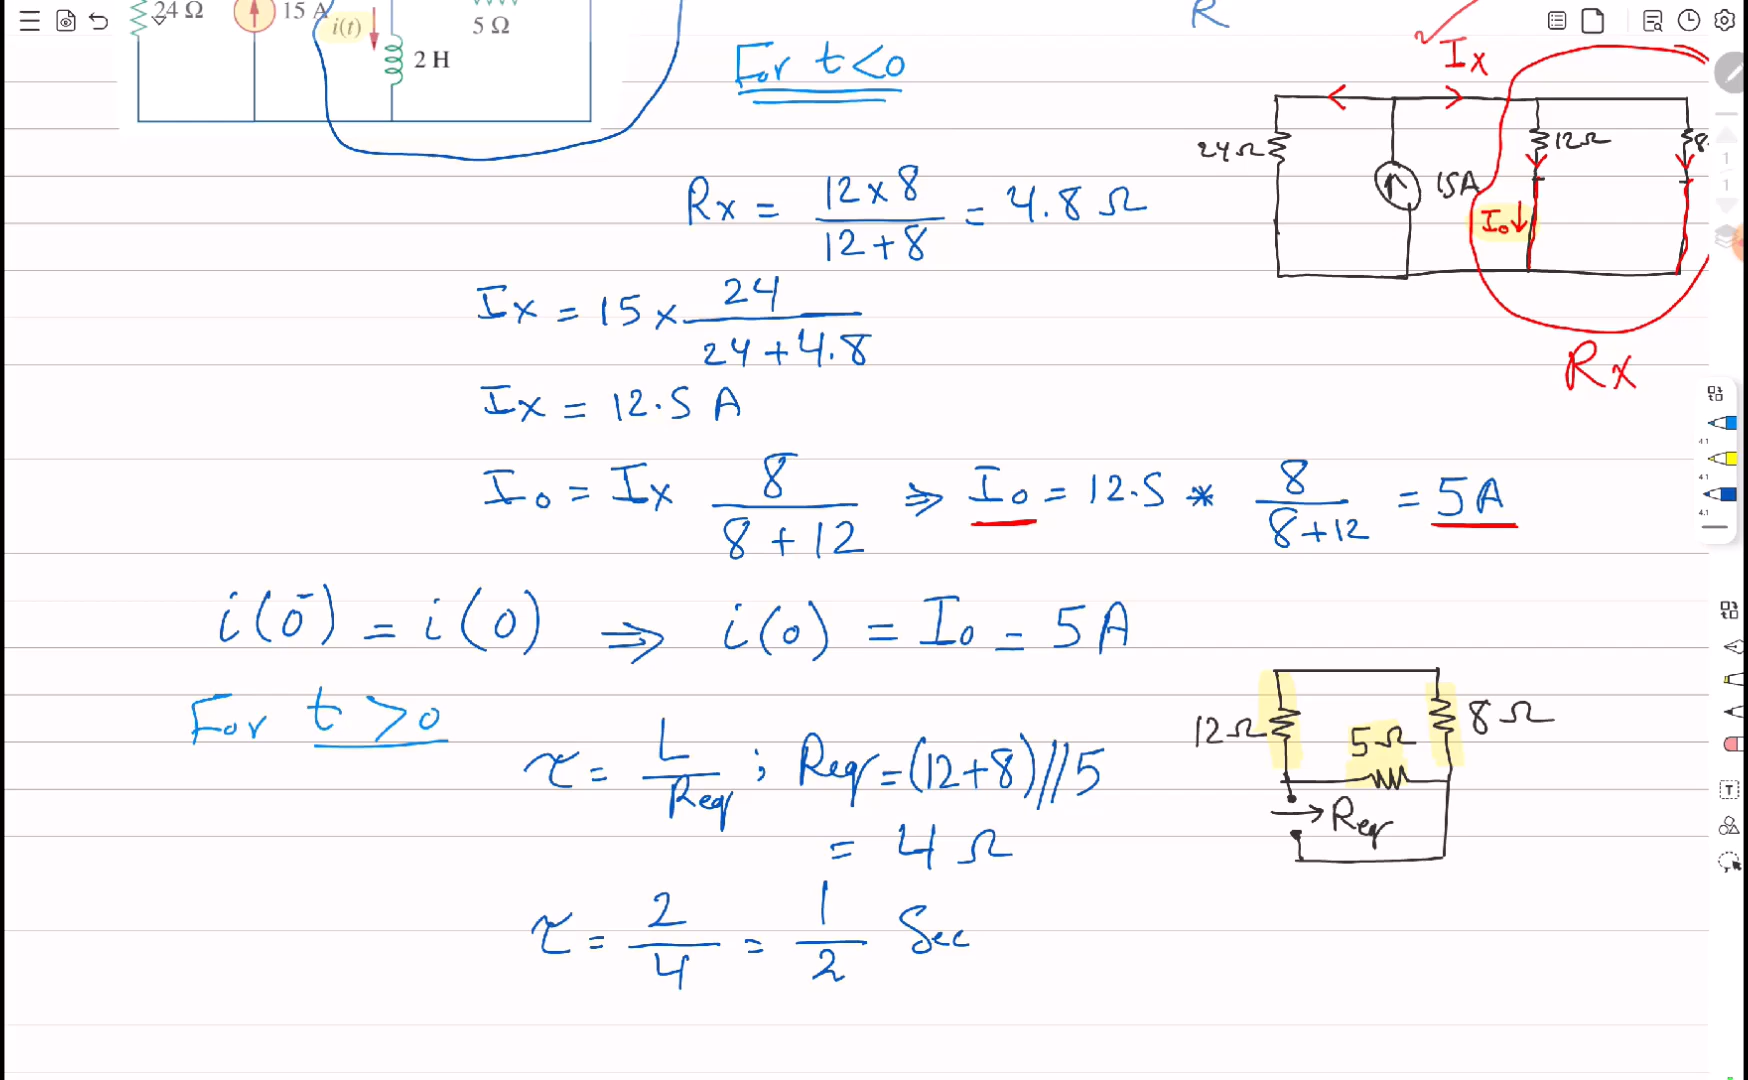 24 Ω
15 A
i(t)
5 Ω
2 H
R
For t<0
Ix
24Ω
15A
12Ω
8
Io↓
Rx
Rx = 12×8 / 12+8 = 4.8 Ω
Ix = 15 × 24 / 24+4.8
Ix = 12.5 A
Io = Ix 8 / 8+12 ⇒ Io = 12.5 * 8 / 8+12 = 5A
i(0⁻) = i(0) ⇒ i(0) = Io = 5A
For t>0
τ = L / Req ; Req = (12+8)//5
= 4 Ω
τ = 2 / 4 = 1 / 2 Sec
12Ω
5Ω
8Ω
Req